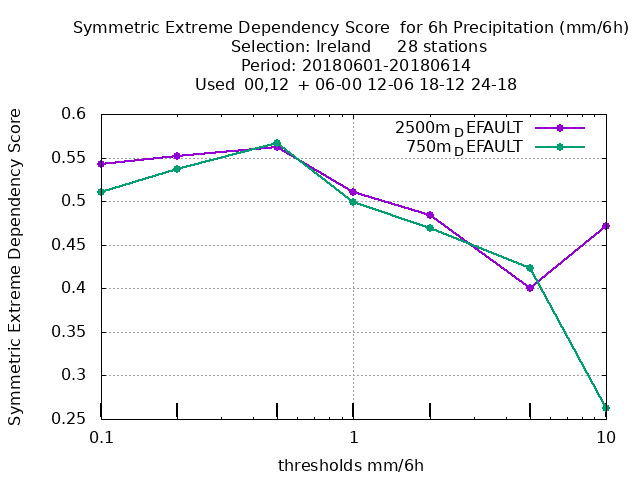 Symmetric Extreme Dependency Score for 6h Precipitation (mm/6h)
Selection: Ireland 28 stations
Period: 20180601-20180614
Used 00,12 + 06-00 12-06 18-12 24-18
Symmetric Extreme Dependency Score
0.6
0.55
0.5
0.45
0.4
0.35
0.3
0.25
2500m_DEFAULT
750m_DEFAULT
0.1 1 10
thresholds mm/6h